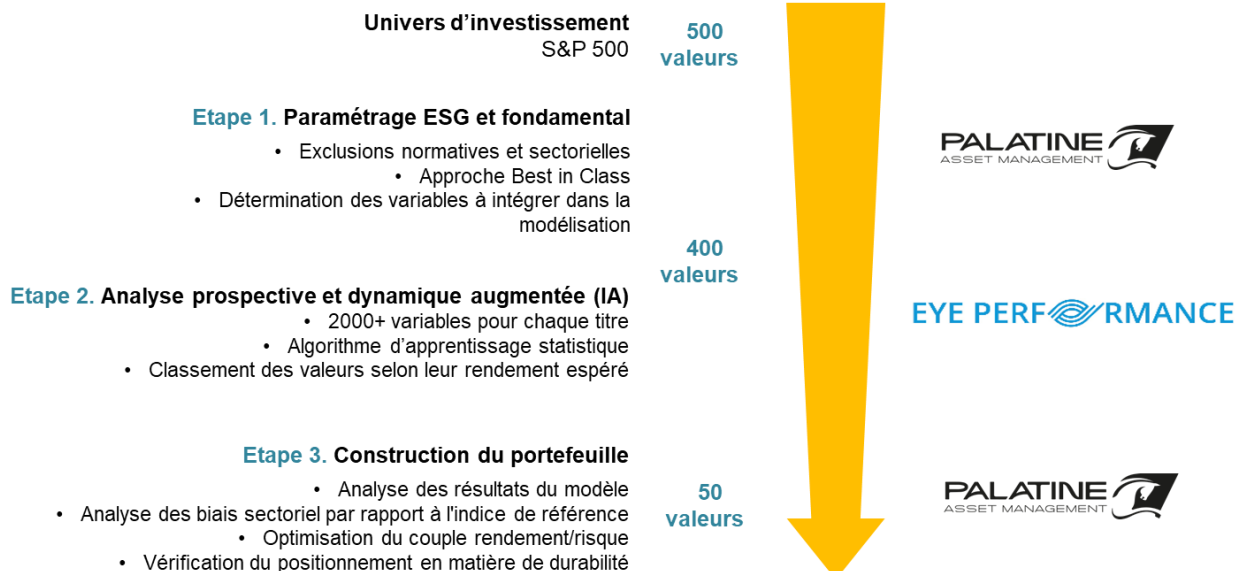 Univers d'investissement
S&P 500
500
valeurs
Etape 1. Paramétrage ESG et fondamental
• Exclusions normatives et sectorielles
• Approche Best in Class
• Détermination des variables à intégrer dans la
modélisation
PALATINE
ASSET MANAGEMENT
400
valeurs
Etape 2. Analyse prospective et dynamique augmentée (IA)
• 2000+ variables pour chaque titre
• Algorithme d'apprentissage statistique
• Classement des valeurs selon leur rendement espéré
EYE PERFORMANCE
Etape 3. Construction du portefeuille
• Analyse des résultats du modèle
• Analyse des biais sectoriel par rapport à l'indice de référence
• Optimisation du couple rendement/risque
• Vérification du positionnement en matière de durabilité
50
valeurs
PALATINE
ASSET MANAGEMENT